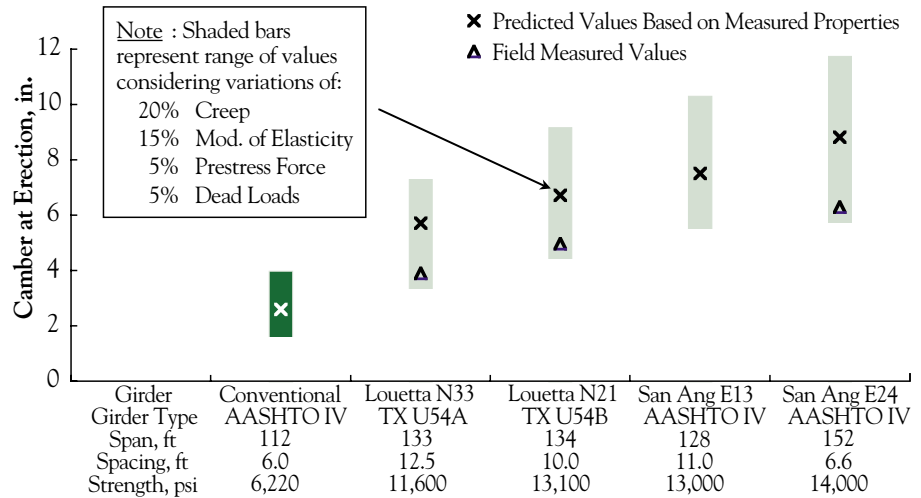 Note : Shaded bars
represent range of values
considering variations of:
20% Creep
15% Mod. of Elasticity
5% Prestress Force
5% Dead Loads
Predicted Values Based on Measured Properties
Field Measured Values
Camber at Erection, in.
12
10
8
6
4
2
0
Girder Conventional Louetta N33 Louetta N21 San Ang E13 San Ang E24
Girder Type AASHTO IV TX U54A TX U54B AASHTO IV AASHTO IV
Span, ft 112 133 134 128 152
Spacing, ft 6.0 12.5 10.0 11.0 6.6
Strength, psi 6,220 11,600 13,100 13,000 14,000